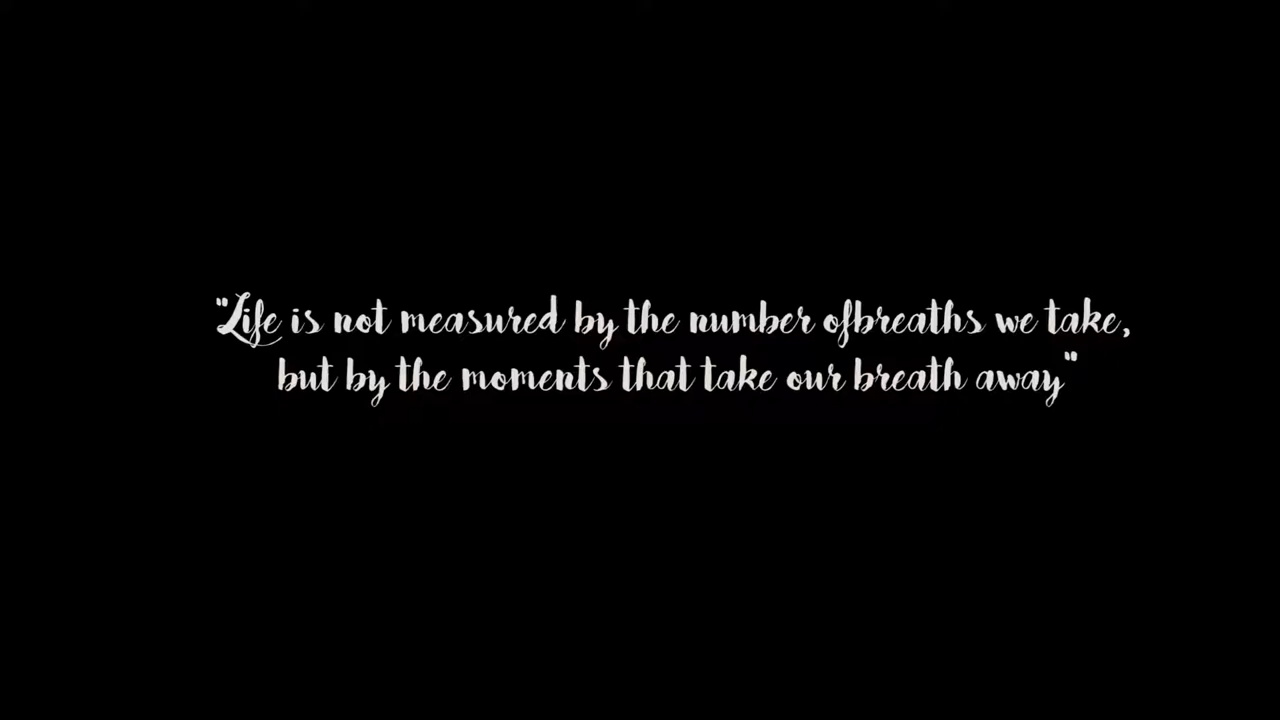 "Life is not measured by the number ofbreaths we take,
but by the moments that take our breath away"